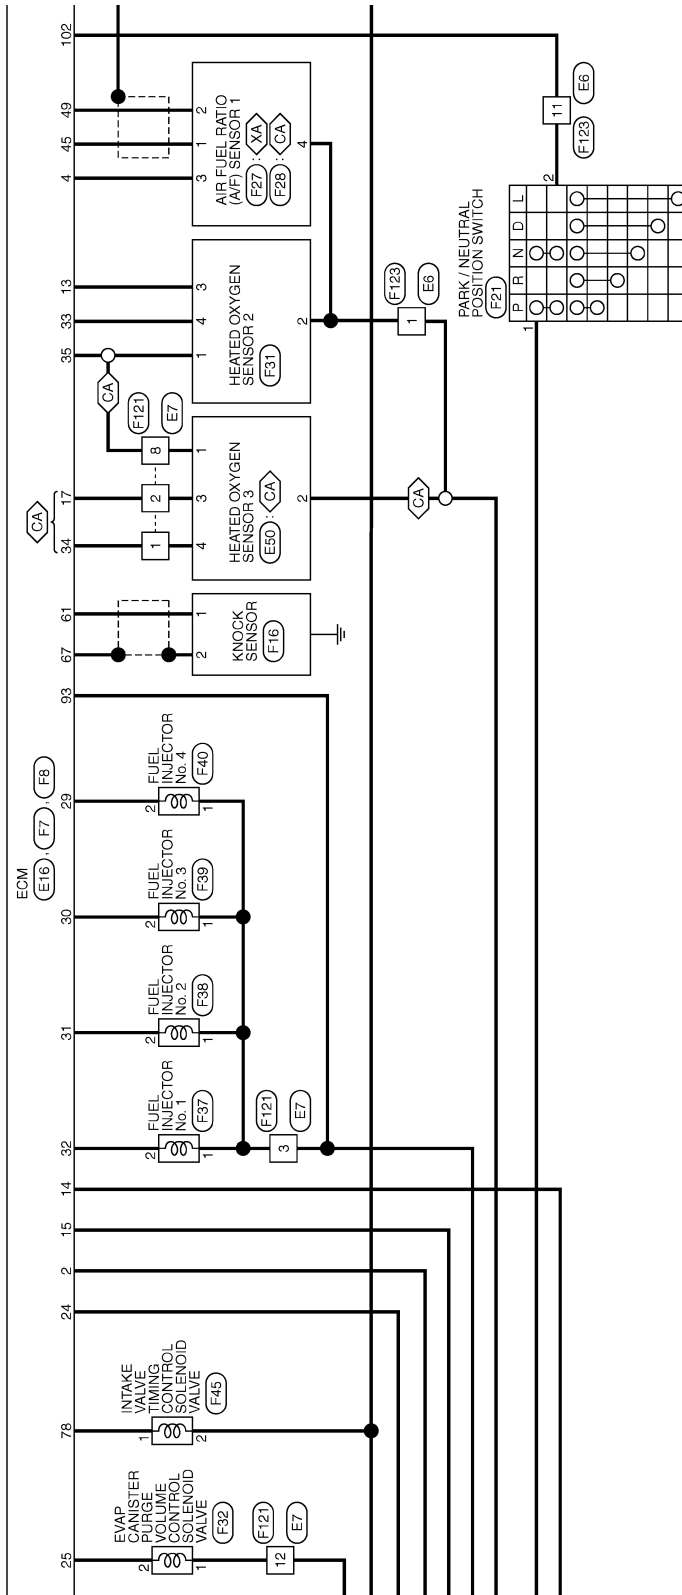 ECM
E16 , F7 , F8
25
78
24
2
15
14
32
31
30
29
93
67
61
34
17
35
33
13
4
45
49
102
CA
EVAP
CANISTER
PURGE
VOLUME
CONTROL
SOLENOID
VALVE
F32
2
1
F121
12
E7
INTAKE
VALVE
TIMING
CONTROL
SOLENOID
VALVE
F45
1
2
FUEL
INJECTOR
No. 1
F37
2
1
F121
3
E7
FUEL
INJECTOR
No. 2
F38
2
1
FUEL
INJECTOR
No. 3
F39
2
1
FUEL
INJECTOR
No. 4
F40
2
1
KNOCK
SENSOR
F16
2
1
HEATED OXYGEN
SENSOR 3
E50 : CA
4
3
1
2
1
2
8
F121
E7
CA
CA
HEATED OXYGEN
SENSOR 2
F31
1
4
3
2
F123
1
E6
AIR FUEL RATIO
(A/F) SENSOR 1
F27 : XA
F28 : CA
3
1
2
4
PARK / NEUTRAL
POSITION SWITCH
F21
1
2
P R N D L
11
E6
F123